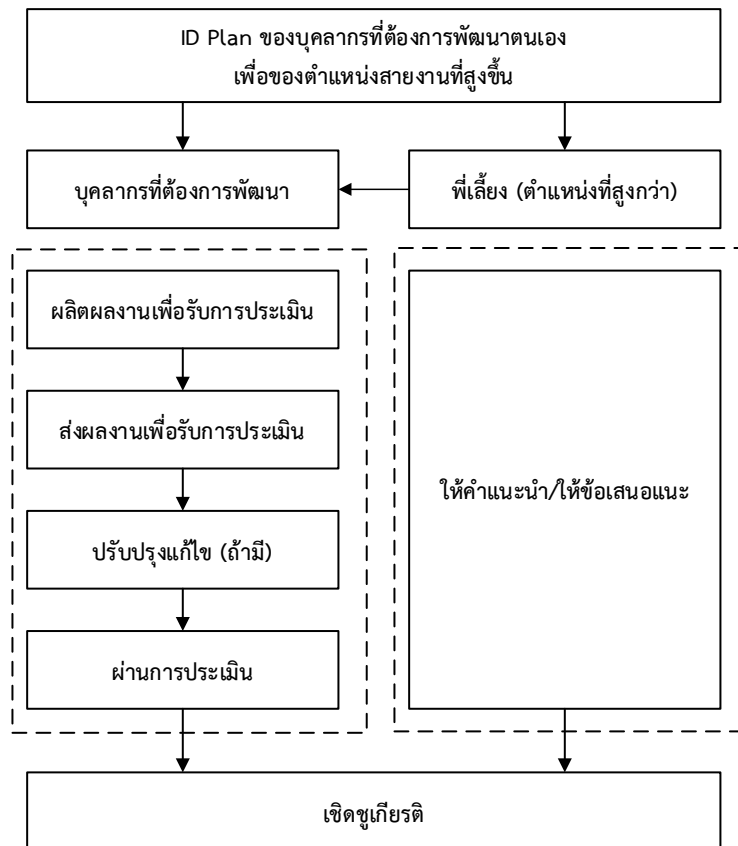 ID Plan ของบุคลากรที่ต้องการพัฒนาตนเอง
เพื่อของตำแหน่งสายงานที่สูงขึ้น
บุคลากรที่ต้องการพัฒนา
พี่เลี้ยง (ตำแหน่งที่สูงกว่า)
ผลิตผลงานเพื่อรับการประเมิน
ส่งผลงานเพื่อรับการประเมิน
ปรับปรุงแก้ไข (ถ้ามี)
ผ่านการประเมิน
ให้คำแนะนำ/ให้ข้อเสนอแนะ
เชิดชูเกียรติ